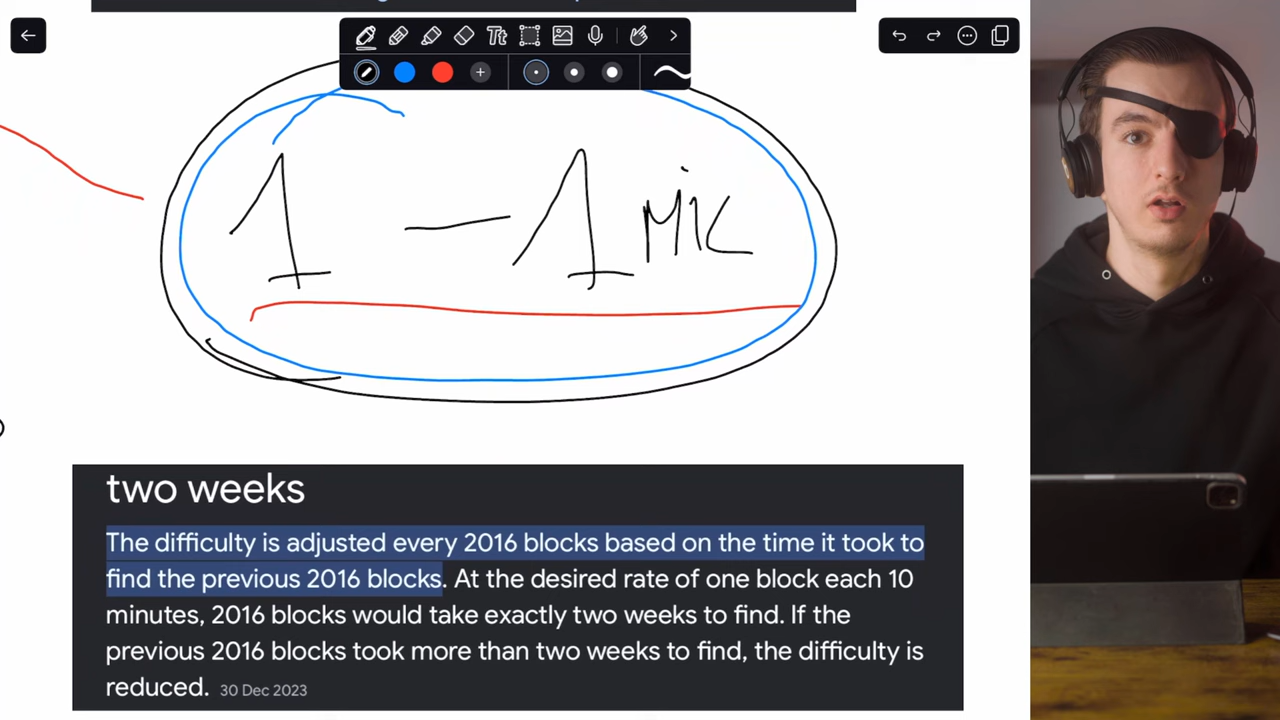 Tt
1 — 1 MiL
two weeks
The difficulty is adjusted every 2016 blocks based on the time it took to
find the previous 2016 blocks. At the desired rate of one block each 10
minutes, 2016 blocks would take exactly two weeks to find. If the
previous 2016 blocks took more than two weeks to find, the difficulty is
reduced. 30 Dec 2023